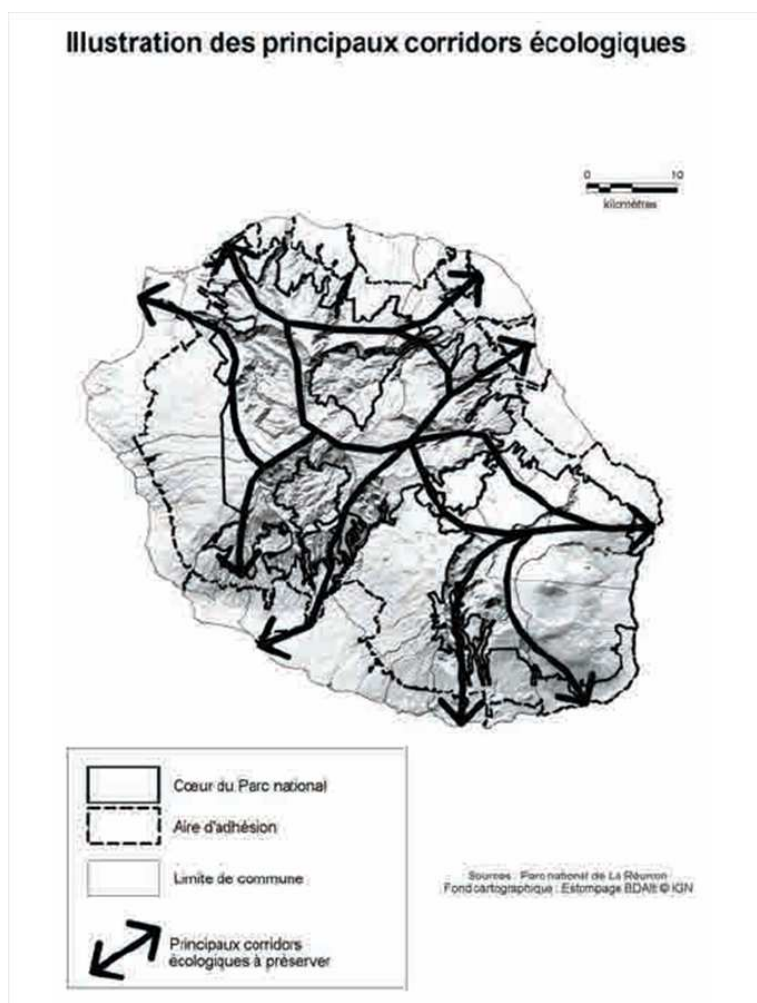 Illustration des principaux corridors écologiques
0 10
kilomètres
Cœur du Parc national
Aire d'adhésion
Limite de commune
Principaux corridors
écologiques à préserver
Sources : Parc national de La Réunion
Fond cartographique : Estompage BDAlti © IGN